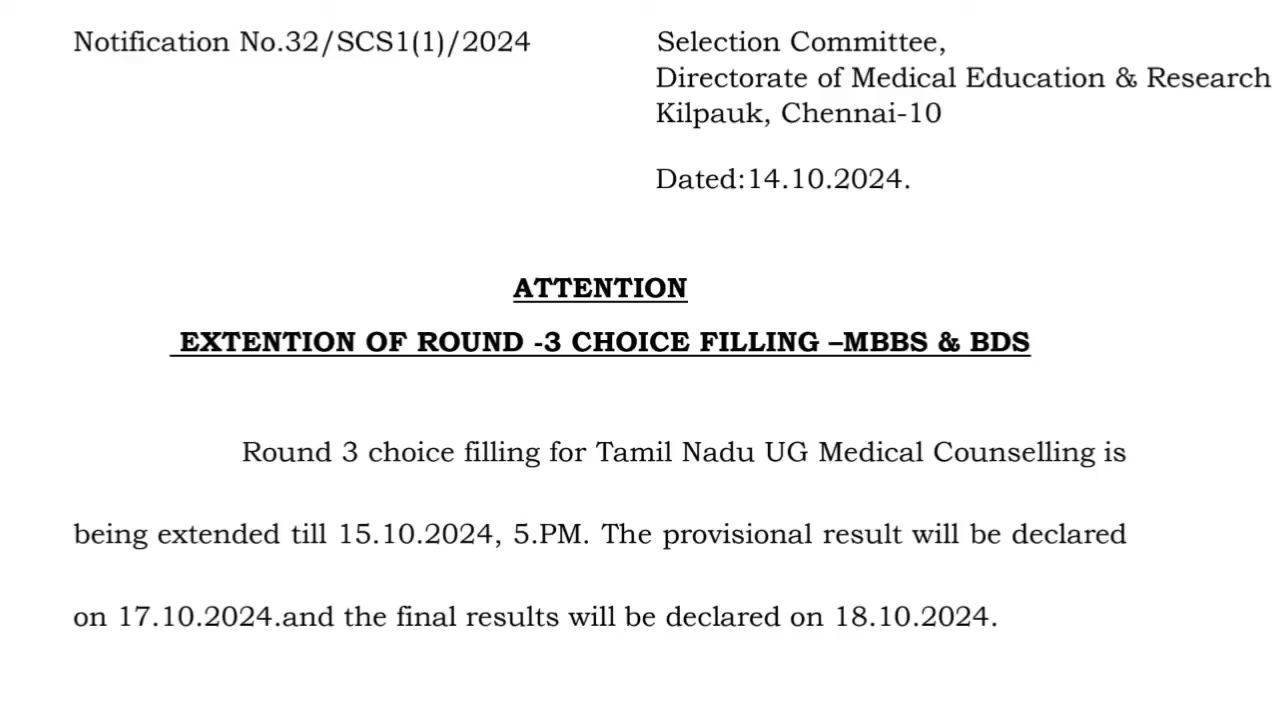 Notification No.32/SCS1(1)/2024
Selection Committee,
Directorate of Medical Education & Research
Kilpauk, Chennai-10
Dated:14.10.2024.
ATTENTION
EXTENTION OF ROUND -3 CHOICE FILLING –MBBS & BDS
Round 3 choice filling for Tamil Nadu UG Medical Counselling is
being extended till 15.10.2024, 5.PM. The provisional result will be declared
on 17.10.2024.and the final results will be declared on 18.10.2024.